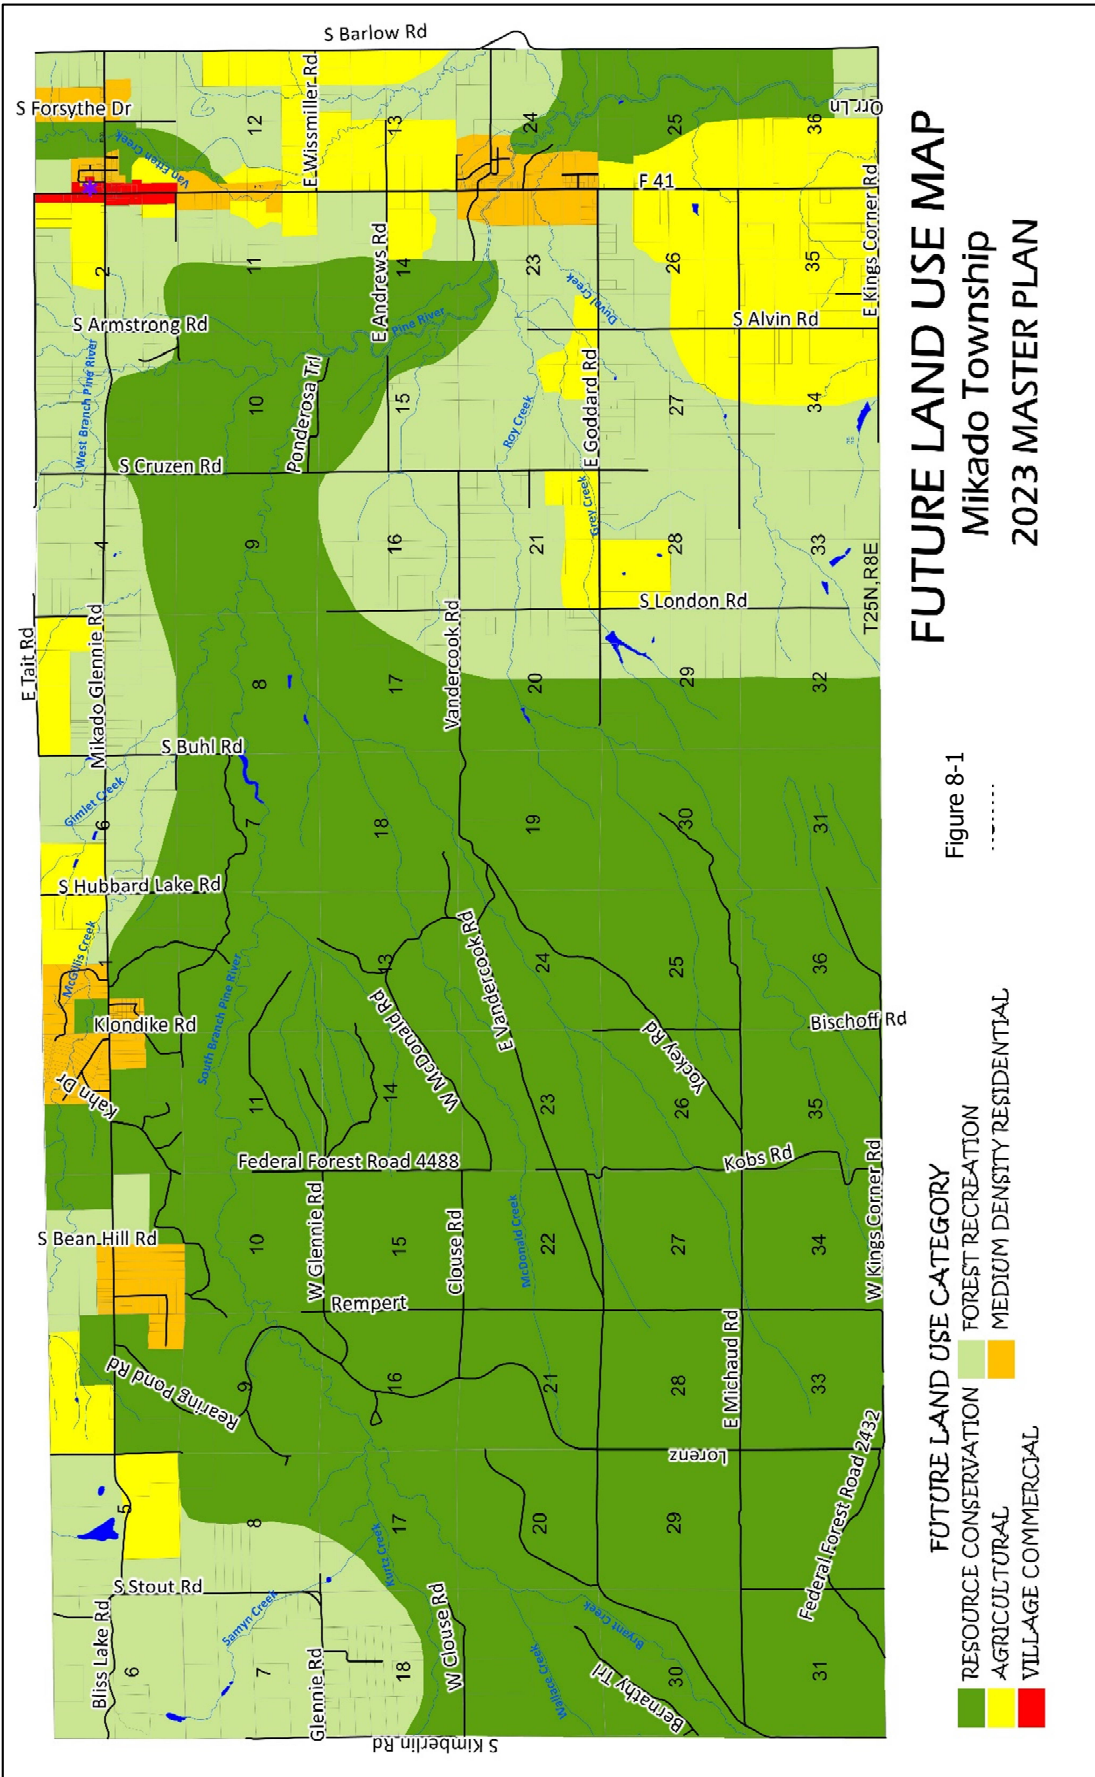 FUTURE LAND USE MAP
Mikado Township
2023 MASTER PLAN
Figure 8-1
FUTURE LAND USE CATEGORY
RESOURCE CONSERVATION
AGRICULTURAL
VILLAGE COMMERCIAL
FOREST RECREATION
MEDIUM DENSITY RESIDENTIAL
T25N,R8E
S Barlow Rd
S Forsythe Dr
Van Etten Creek
E Wissmiller Rd
12
13
24
25
36
Orr Ln
F 41
E Kings Corner Rd
2
11
E Andrews Rd
14
23
26
35
S Armstrong Rd
Pine River
Duval Creek
S Alvin Rd
West Branch Pine River
Ponderosa Trl
10
15
Roy Creek
E Goddard Rd
27
34
S Cruzen Rd
Grey Creek
4
9
16
21
28
33
S London Rd
E Tait Rd
Mikado Glennie Rd
Vandercook Rd
8
17
20
29
32
S Buhl Rd
Gimlet Creek
6
7
18
19
30
31
S Hubbard Lake Rd
McGillis Creek
1
South Branch Pine River
13
E Vandercook Rd
24
25
36
Klondike Rd
W McDonald Rd
Yockey Rd
Bischoff Rd
Kahn Dr
11
14
23
26
35
Federal Forest Road 4488
Kobs Rd
W Kings Corner Rd
S Bean Hill Rd
10
W Glennie Rd
15
Clouse Rd
McDonald Creek
22
27
34
Rempert
E Michaud Rd
Rearing Pond Rd
9
16
21
28
33
Lorenz
Federal Forest Road 2432
5
8
17
20
29
Kurtz Creek
S Stout Rd
Samyn Creek
W Clouse Rd
Bryant Creek
Bliss Lake Rd
6
7
Glennie Rd
18
Wallace Creek
Bernathy Trl
30
31
S Kimberlin Rd